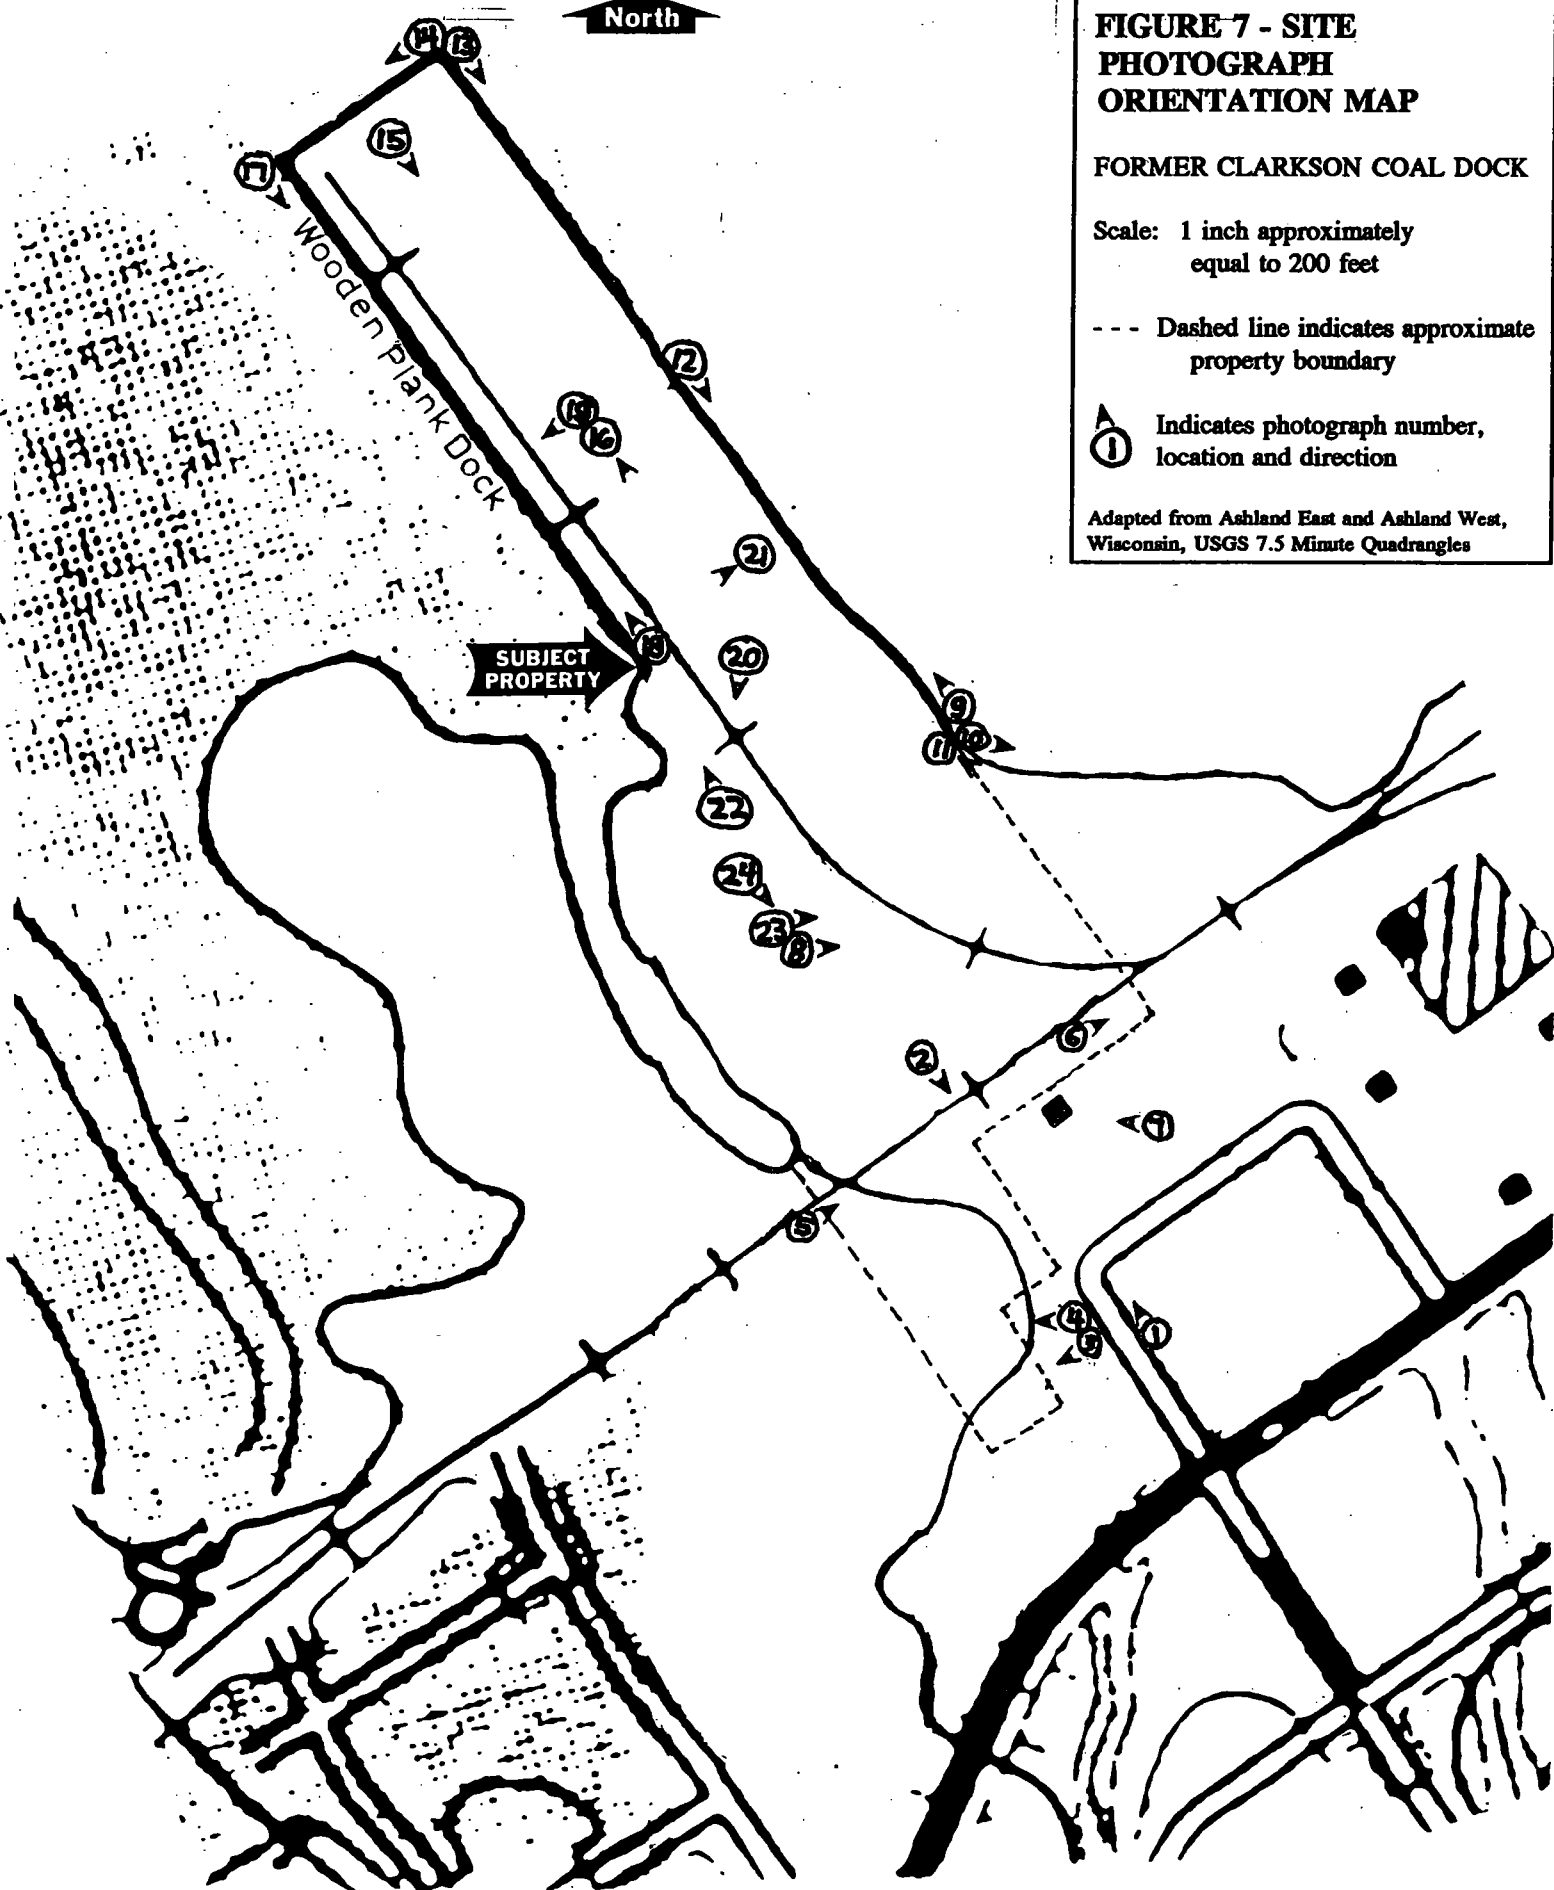 North
FIGURE 7 - SITE
PHOTOGRAPH
ORIENTATION MAP
FORMER CLARKSON COAL DOCK
Scale: 1 inch approximately
equal to 200 feet
- - - Dashed line indicates approximate
property boundary
1
Indicates photograph number,
location and direction
Adapted from Ashland East and Ashland West,
Wisconsin, USGS 7.5 Minute Quadrangles
14 13
15
17
Wooden Plank Dock
12
16
21
SUBJECT
PROPERTY
20
9
11 10
22
24
23
8
6
2
7
5
4
3
1